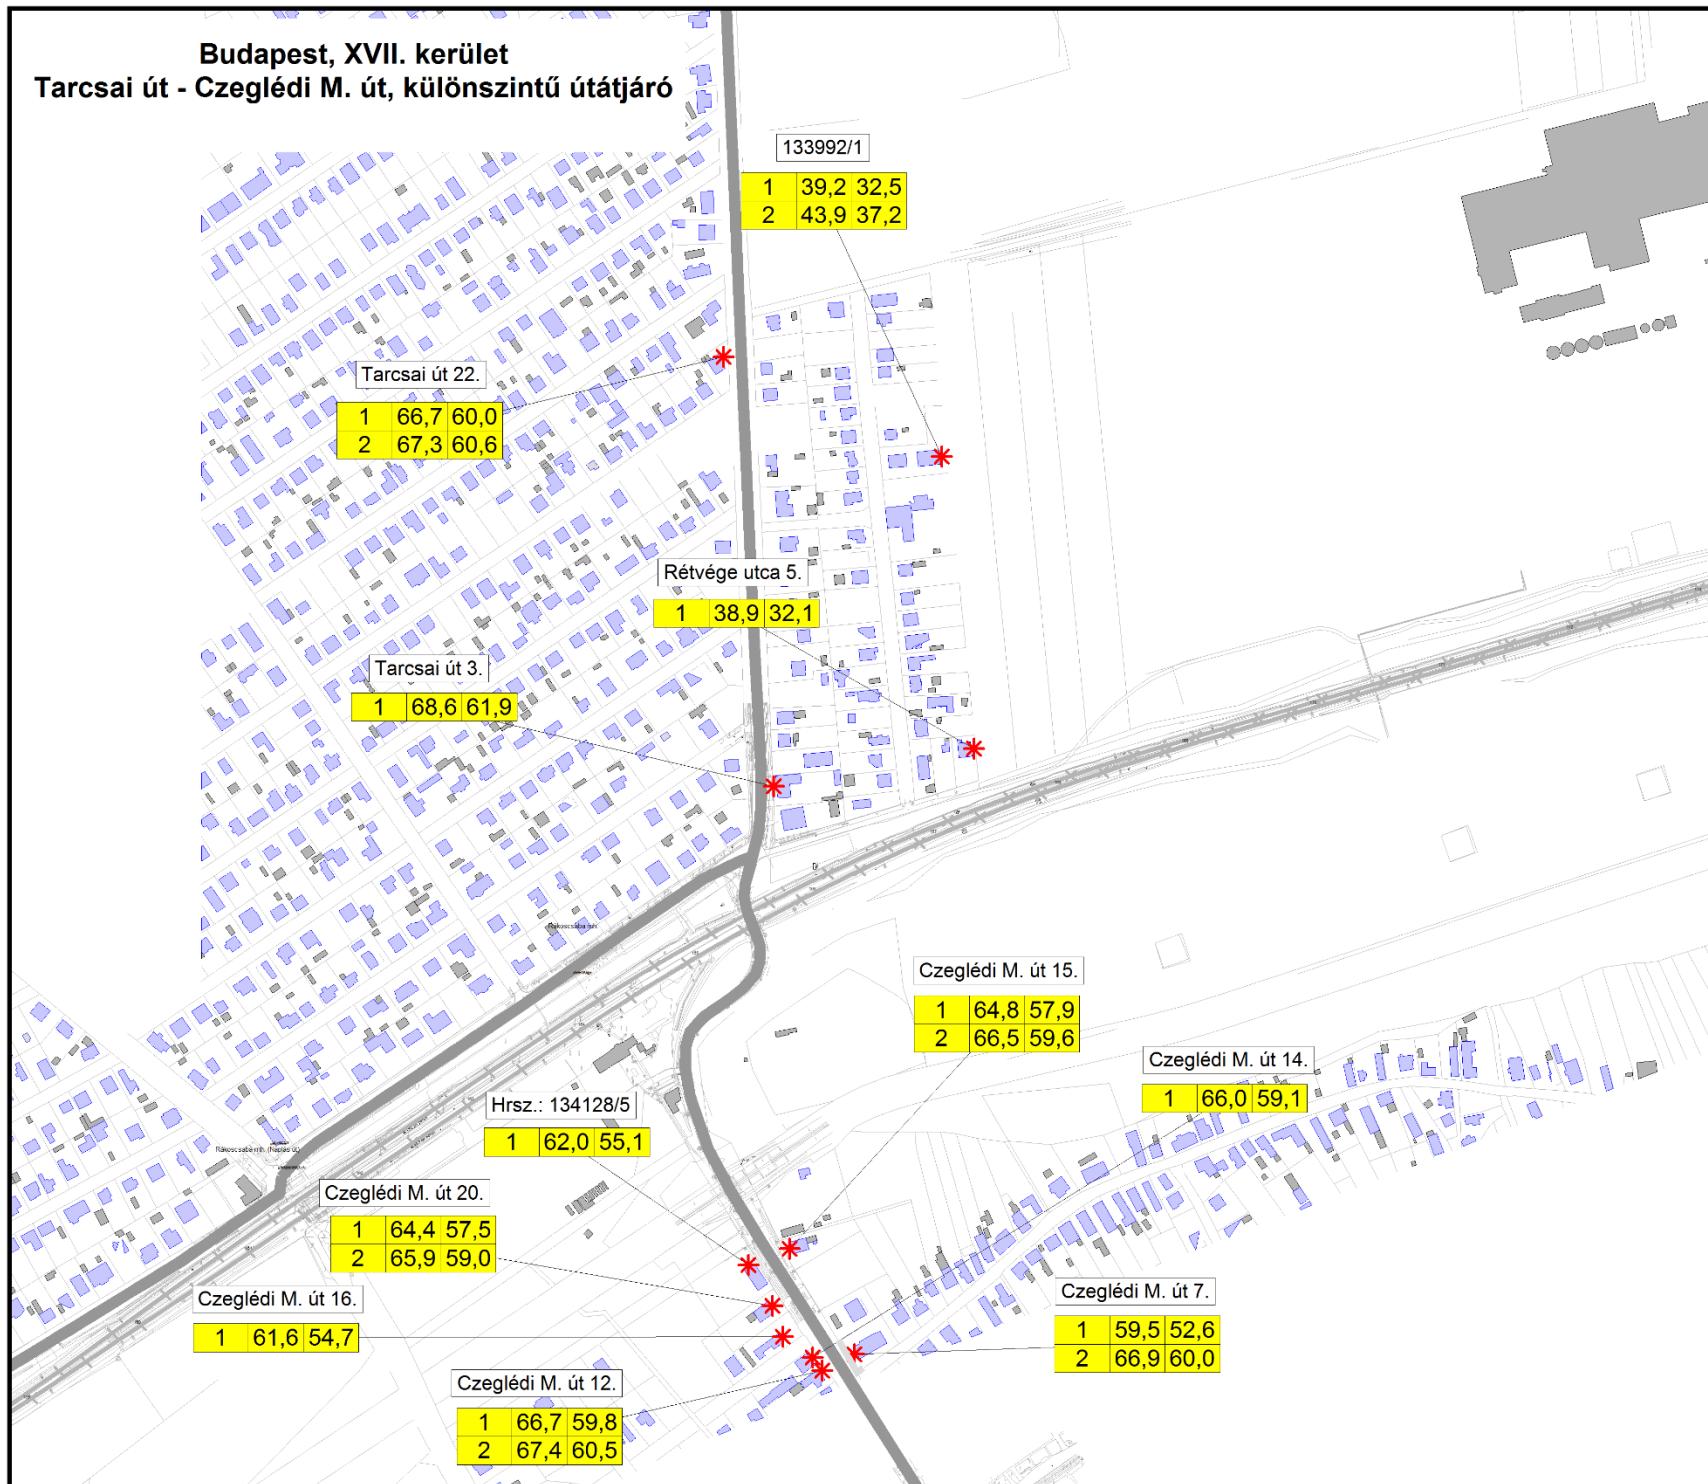 Budapest, XVII. kerület
Tarcsai út - Czeglédi M. út, különszintű útátjáró
133992/1
1 39,2 32,5
2 43,9 37,2
Tarcsai út 22.
1 66,7 60,0
2 67,3 60,6
Rétvége utca 5.
1 38,9 32,1
Tarcsai út 3.
1 68,6 61,9
Rákoscsaba mh.
Czeglédi M. út 15.
1 64,8 57,9
2 66,5 59,6
Czeglédi M. út 14.
1 66,0 59,1
Hrsz.: 134128/5
1 62,0 55,1
Rákoscsaba mh. (Naplás út)
Czeglédi M. út 20.
1 64,4 57,5
2 65,9 59,0
Czeglédi M. út 16.
1 61,6 54,7
Czeglédi M. út 7.
1 59,5 52,6
2 66,9 60,0
Czeglédi M. út 12.
1 66,7 59,8
2 67,4 60,5